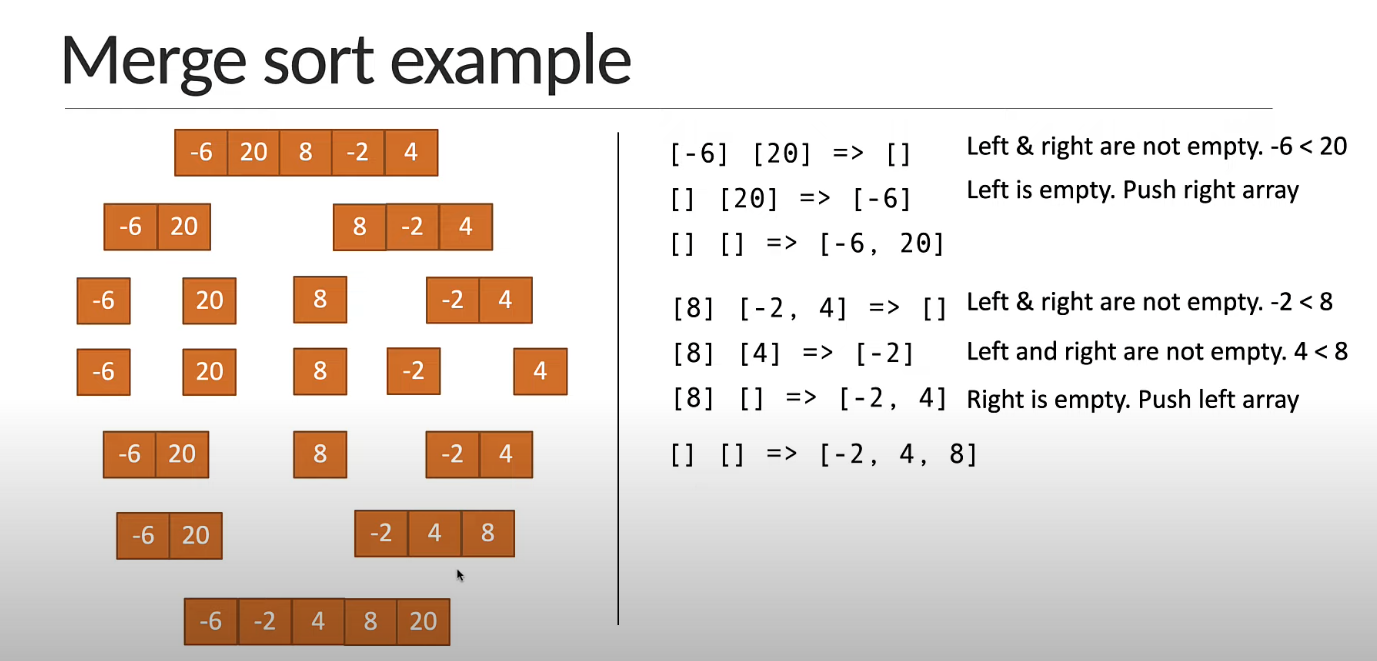 Merge sort example
-6 20 8 -2 4
-6 20 8 -2 4
-6 20 8 -2 4
-6 20 8 -2 4
-6 20 8 -2 4
-6 20 -2 4 8
-6 -2 4 8 20
[-6] [20] => [] Left & right are not empty. -6 < 20
[] [20] => [-6] Left is empty. Push right array
[] [] => [-6, 20]
[8] [-2, 4] => [] Left & right are not empty. -2 < 8
[8] [4] => [-2] Left and right are not empty. 4 < 8
[8] [] => [-2, 4] Right is empty. Push left array
[] [] => [-2, 4, 8]